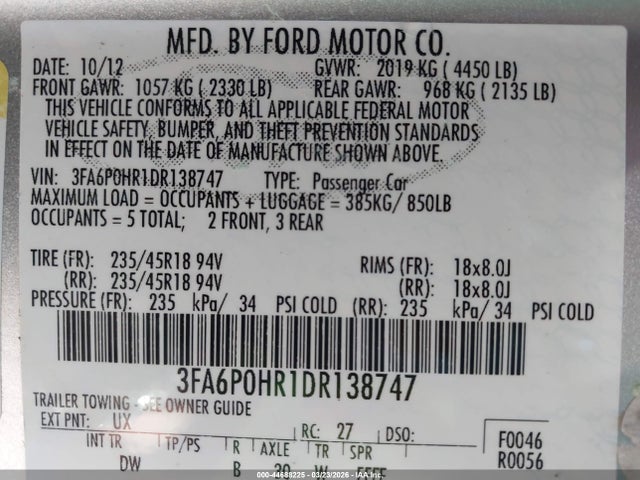 MFD. BY FORD MOTOR CO.
DATE: 10/12 GVWR: 2019 KG ( 4450 LB)
FRONT GAWR: 1057 KG ( 2330 LB) REAR GAWR: 968 KG ( 2135 LB)
THIS VEHICLE CONFORMS TO ALL APPLICABLE FEDERAL MOTOR
VEHICLE SAFETY, BUMPER, AND THEFT PREVENTION STANDARDS
IN EFFECT ON THE DATE OF MANUFACTURE SHOWN ABOVE.
VIN: 3FA6P0HR1DR138747 TYPE: Passenger Car
MAXIMUM LOAD = OCCUPANTS + LUGGAGE = 385KG/ 850LB
OCCUPANTS = 5 TOTAL; 2 FRONT, 3 REAR
TIRE (FR): 235/45R18 94V RIMS (FR): 18x8.0J
(RR): 235/45R18 94V (RR): 18x8.0J
PRESSURE (FR): 235 kPa/ 34 PSI COLD (RR): 235 kPa/ 34 PSI COLD
3FA6P0HR1DR138747
TRAILER TOWING - SEE OWNER GUIDE
EXT PNT: UX RC: 27 DSO: F0046
INT TR TP/PS R AXLE TR SPR R0056
DW B 20 W
©00-44688225- 03/23/2026 - COPYRIGHT IAA, LLC